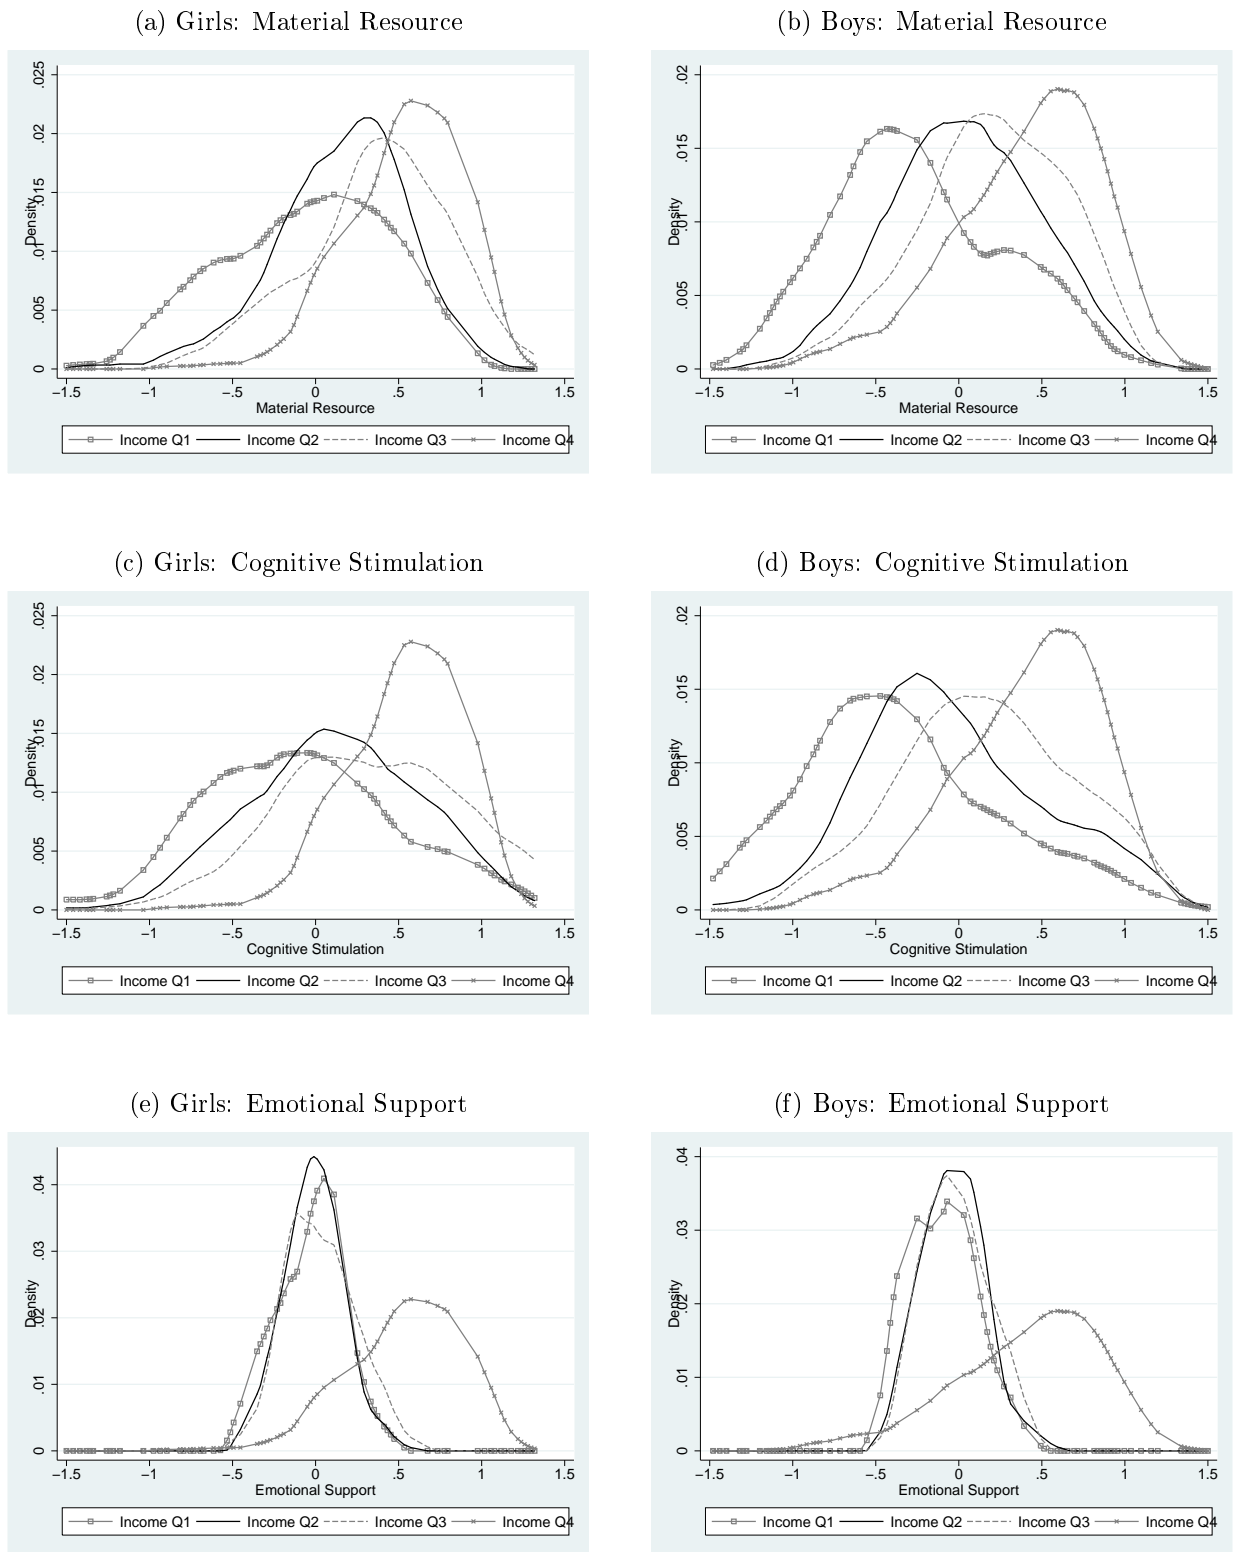 (a) Girls: Material Resource
.025
.02
.015
.01
.005
0
Density
−1.5 −1 −.5 0 .5 1 1.5
Material Resource
Income Q1 Income Q2 Income Q3 Income Q4
(b) Boys: Material Resource
.02
.015
.01
.005
0
Density
−1.5 −1 −.5 0 .5 1 1.5
Material Resource
Income Q1 Income Q2 Income Q3 Income Q4
(c) Girls: Cognitive Stimulation
.025
.02
.015
.01
.005
0
Density
−1.5 −1 −.5 0 .5 1 1.5
Cognitive Stimulation
Income Q1 Income Q2 Income Q3 Income Q4
(d) Boys: Cognitive Stimulation
.02
.015
.01
.005
0
Density
−1.5 −1 −.5 0 .5 1 1.5
Cognitive Stimulation
Income Q1 Income Q2 Income Q3 Income Q4
(e) Girls: Emotional Support
.04
.03
.02
.01
0
Density
−1.5 −1 −.5 0 .5 1 1.5
Emotional Support
Income Q1 Income Q2 Income Q3 Income Q4
(f) Boys: Emotional Support
.04
.03
.02
.01
0
Density
−1.5 −1 −.5 0 .5 1 1.5
Emotional Support
Income Q1 Income Q2 Income Q3 Income Q4